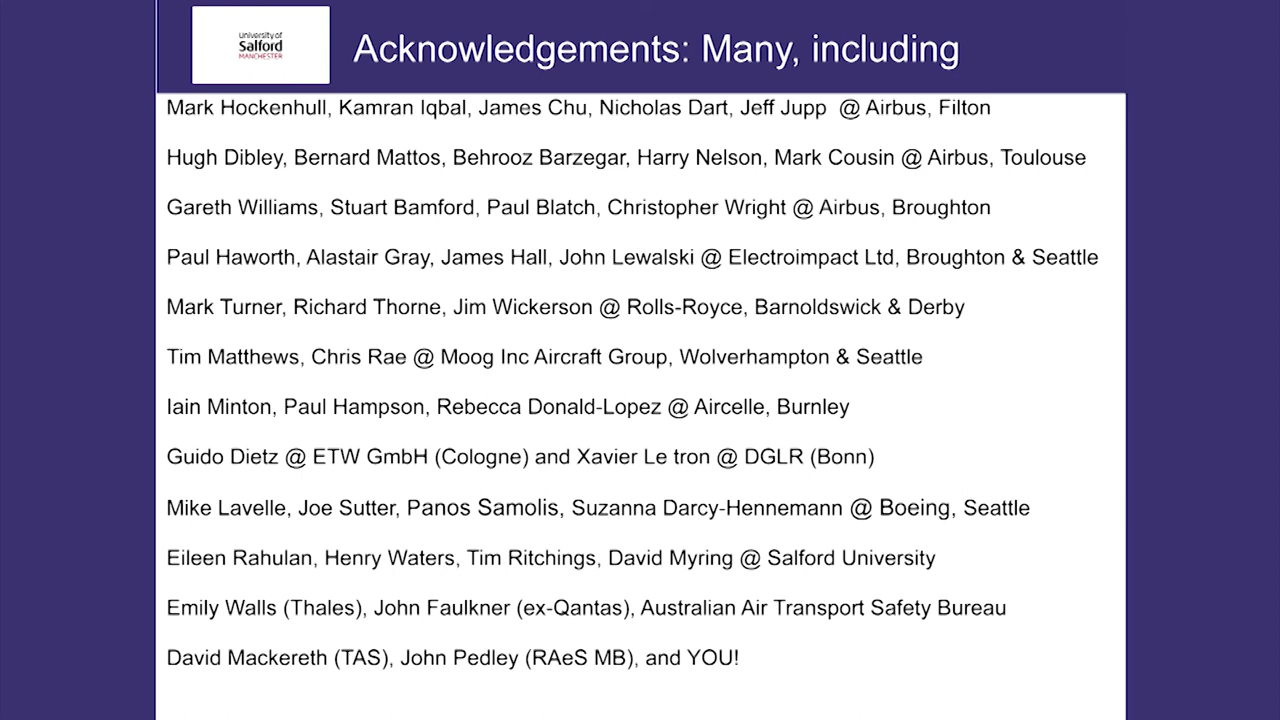 University of
Salford
MANCHESTER
Acknowledgements: Many, including
Mark Hockenhull, Kamran Iqbal, James Chu, Nicholas Dart, Jeff Jupp @ Airbus, Filton
Hugh Dibley, Bernard Mattos, Behrooz Barzegar, Harry Nelson, Mark Cousin @ Airbus, Toulouse
Gareth Williams, Stuart Bamford, Paul Blatch, Christopher Wright @ Airbus, Broughton
Paul Haworth, Alastair Gray, James Hall, John Lewalski @ Electroimpact Ltd, Broughton & Seattle
Mark Turner, Richard Thorne, Jim Wickerson @ Rolls-Royce, Barnoldswick & Derby
Tim Matthews, Chris Rae @ Moog Inc Aircraft Group, Wolverhampton & Seattle
Iain Minton, Paul Hampson, Rebecca Donald-Lopez @ Aircelle, Burnley
Guido Dietz @ ETW GmbH (Cologne) and Xavier Le tron @ DGLR (Bonn)
Mike Lavelle, Joe Sutter, Panos Samolis, Suzanna Darcy-Hennemann @ Boeing, Seattle
Eileen Rahulan, Henry Waters, Tim Ritchings, David Myring @ Salford University
Emily Walls (Thales), John Faulkner (ex-Qantas), Australian Air Transport Safety Bureau
David Mackereth (TAS), John Pedley (RAeS MB), and YOU!